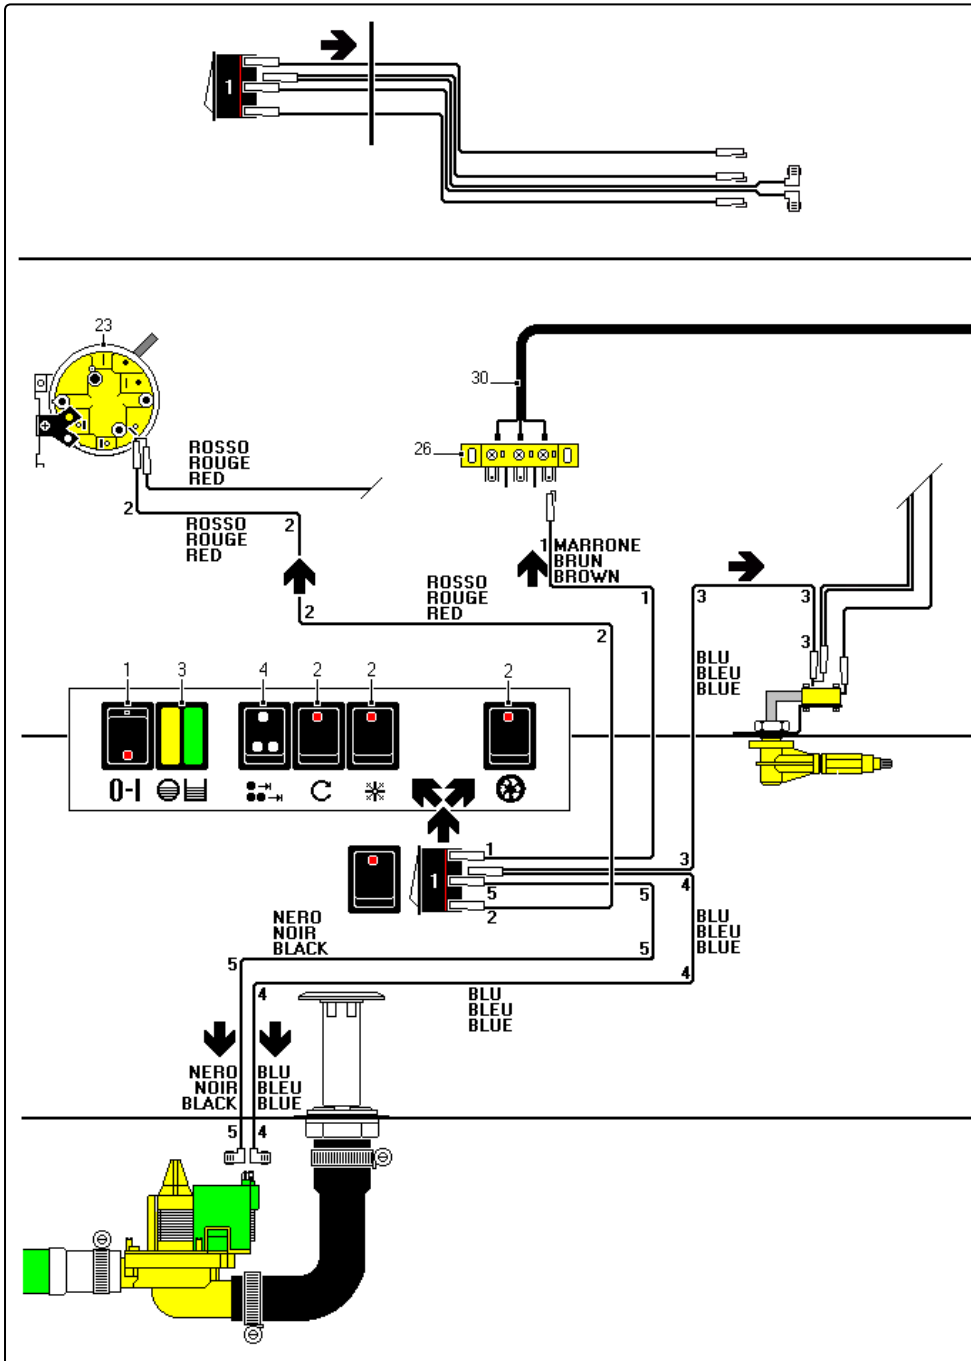 1
23
30
26
ROSSO
ROUGE
RED
2
ROSSO
ROUGE
RED
2
1
MARRONE
BRUN
BROWN
2
ROSSO
ROUGE
RED
1
3
3
2
3
BLU
BLEU
BLUE
1
3
4
2
2
2
0-I
1
3
1
4
5
5
2
NERO
NOIR
BLACK
BLU
BLEU
BLUE
5
5
4
4
BLU
BLEU
BLUE
NERO
NOIR
BLACK
BLU
BLEU
BLUE
5
4